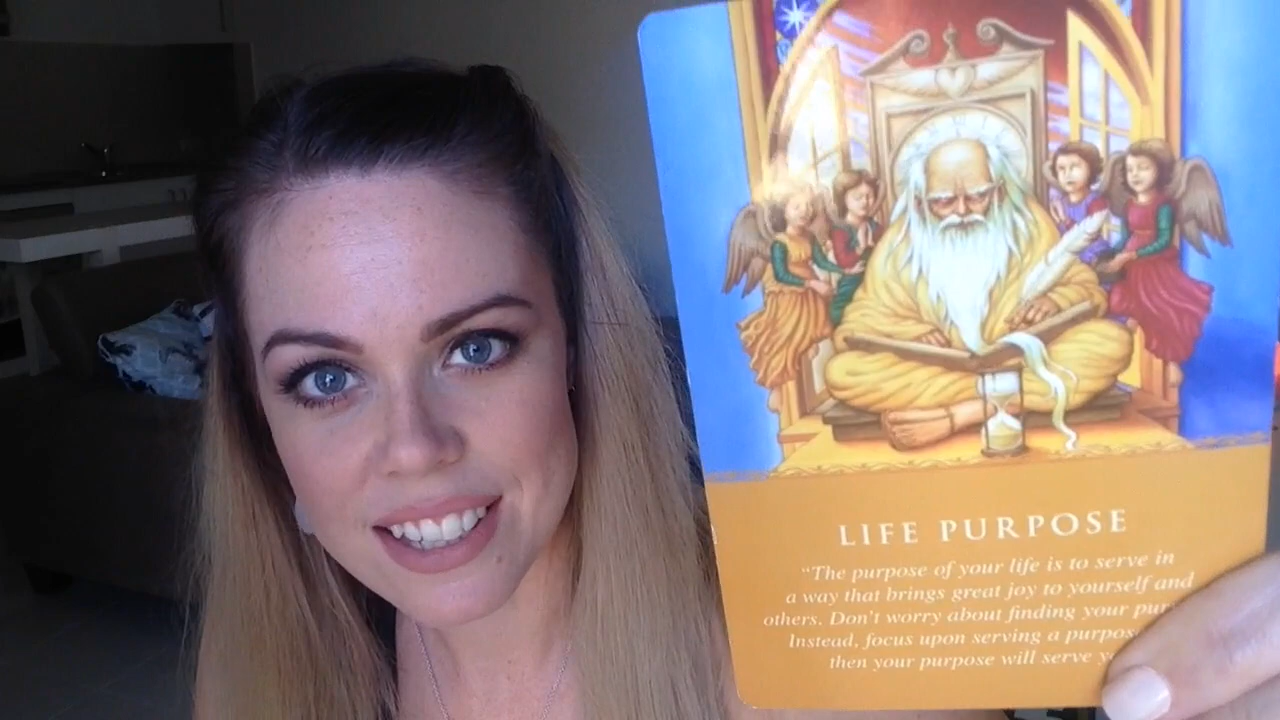 LIFE PURPOSE
“The purpose of your life is to serve in
a way that brings great joy to yourself and
others. Don't worry about finding your
Instead, focus upon serving a
then your purpose will serve